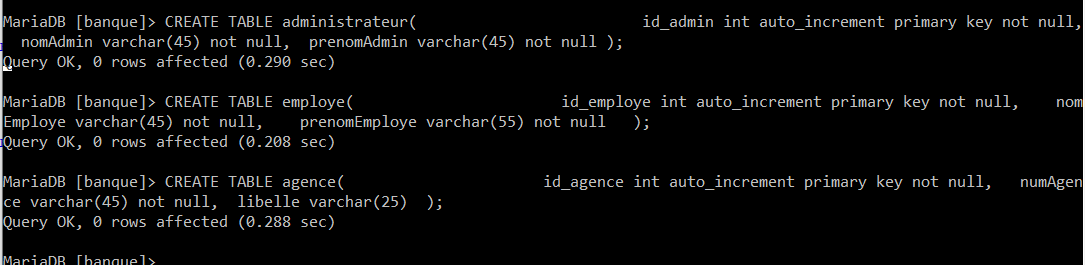 MariaDB [banque]> CREATE TABLE administrateur( id_admin int auto_increment primary key not null,
nomAdmin varchar(45) not null, prenomAdmin varchar(45) not null );
Query OK, 0 rows affected (0.290 sec)
MariaDB [banque]> CREATE TABLE employe( id_employe int auto_increment primary key not null, nom
Employe varchar(45) not null, prenomEmploye varchar(55) not null );
Query OK, 0 rows affected (0.208 sec)
MariaDB [banque]> CREATE TABLE agence( id_agence int auto_increment primary key not null, numAgen
ce varchar(45) not null, libelle varchar(25) );
Query OK, 0 rows affected (0.288 sec)
MariaDB [banque]>